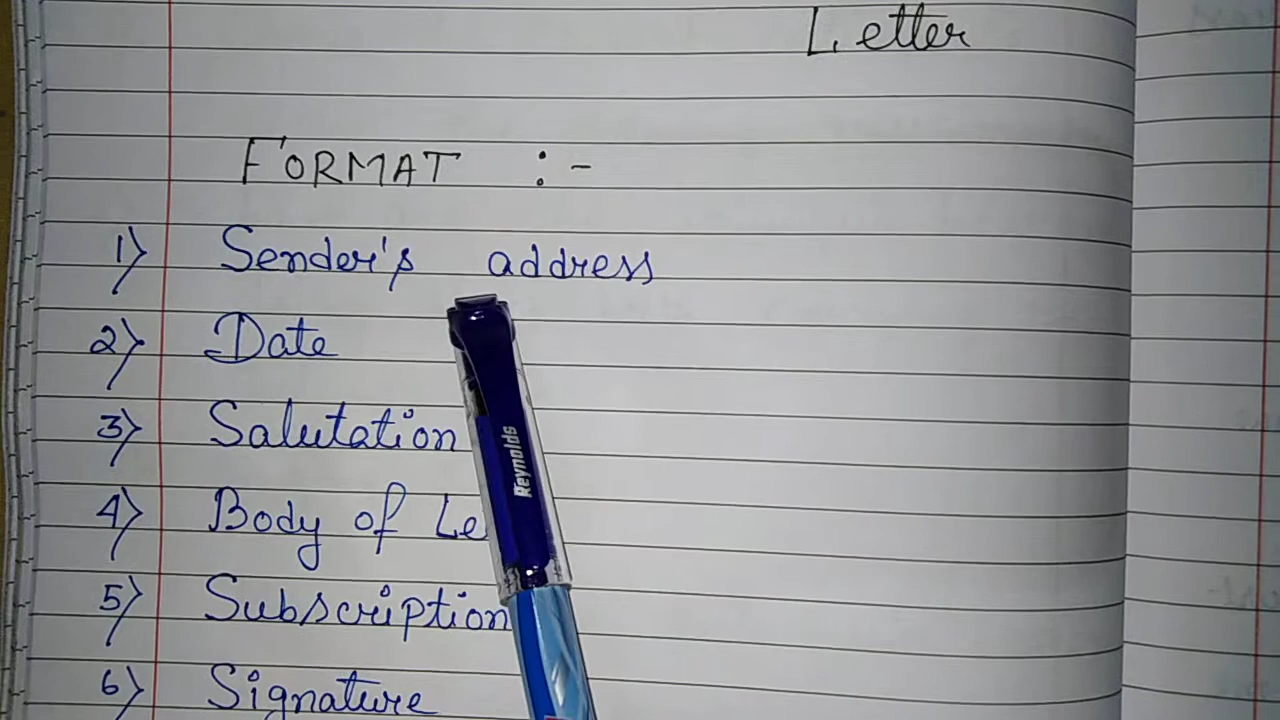 Letter
FORMAT :-
1) Sender's address
2) Date
3) Salutation
4) Body of Le
5) Subscription
6) Signature
Reynolds